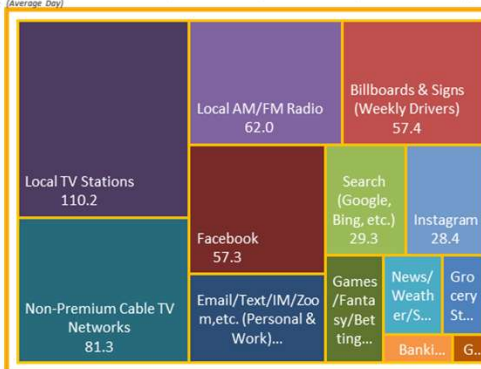 (Average Day)
Local TV Stations
110.2
Non-Premium Cable TV
Networks
81.3
Local AM/FM Radio
62.0
Billboards & Signs
(Weekly Drivers)
57.4
Facebook
57.3
Search
(Google,
Bing, etc.)
29.3
Instagram
28.4
Email/Text/IM/Zoo
m,etc. (Personal &
Work)...
Games
/Fanta
sy/Bet
ting...
News/
Weath
er/S...
Gro
cery
St...
Banki...
G...